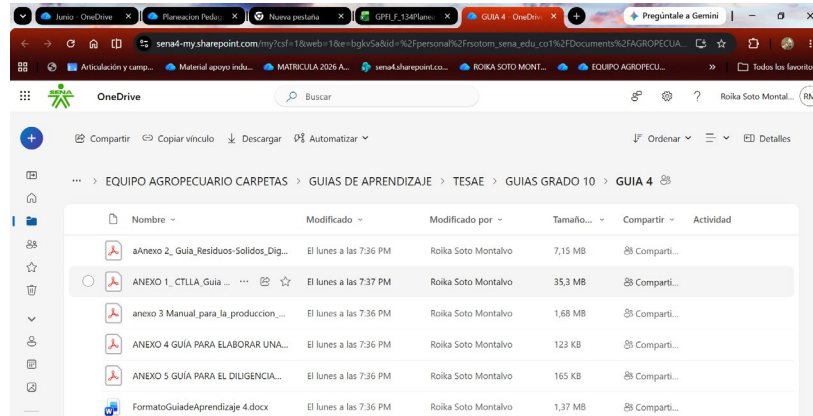 Junio - OneDrive
Planeacion Pedag
Nueva pestaña
GPFI_F_134Planea
GUIA 4 - OneDriv
Pregúntale a Gemini
sena4-my.sharepoint.com/my?csf=1&web=1&e=bgkvSa&id=%2Fpersonal%2Frsotom_sena_edu_co1%2FDocuments%2FAGROPECUA...
Articulación y camp...
Material apoyo indu...
MATRICULA 2026 A...
sena4.sharepoint.co...
ROIKA SOTO MONT...
EQUIPO AGROPECU...
Todos los favoritos
SENA
OneDrive
Buscar
Roika Soto Montal...
Compartir
Copiar vínculo
Descargar
Automatizar
Ordenar
Detalles
... > EQUIPO AGROPECUARIO CARPETAS > GUIAS DE APRENDIZAJE > TESAE > GUIAS GRADO 10 > GUIA 4
Nombre Modificado Modificado por Tamaño... Compartir Actividad
aAnexo 2_ Guia_Residuos-Solidos_Dig... El lunes a las 7:36 PM Roika Soto Montalvo 7,15 MB Comparti...
ANEXO 1_ CTLLA_Guia ... El lunes a las 7:37 PM Roika Soto Montalvo 35,3 MB Comparti...
anexo 3 Manual_para_la_produccion_... El lunes a las 7:36 PM Roika Soto Montalvo 1,68 MB Comparti...
ANEXO 4 GUÍA PARA ELABORAR UNA... El lunes a las 7:36 PM Roika Soto Montalvo 123 KB Comparti...
ANEXO 5 GUÍA PARA EL DILIGENCIA... El lunes a las 7:36 PM Roika Soto Montalvo 165 KB Comparti...
FormatoGuiadeAprendizaje 4.docx El lunes a las 7:36 PM Roika Soto Montalvo 1,37 MB Comparti...